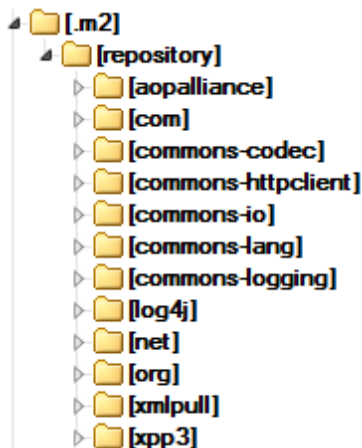 [.m2]
[repository]
[aopalliance]
[com]
[commons-codec]
[commons-httpclient]
[commons-io]
[commons-lang]
[commons-logging]
[log4j]
[net]
[org]
[xmlpull]
[xpp3]